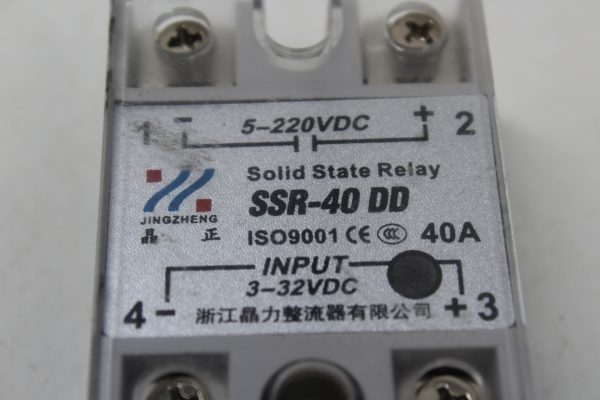 1 - 5-220VDC + 2
Solid State Relay
SSR-40 DD
JINGZHENG
晶 正
ISO9001 CE CCC 40A
INPUT
3-32VDC
4 - + 3
浙江晶力整流器有限公司